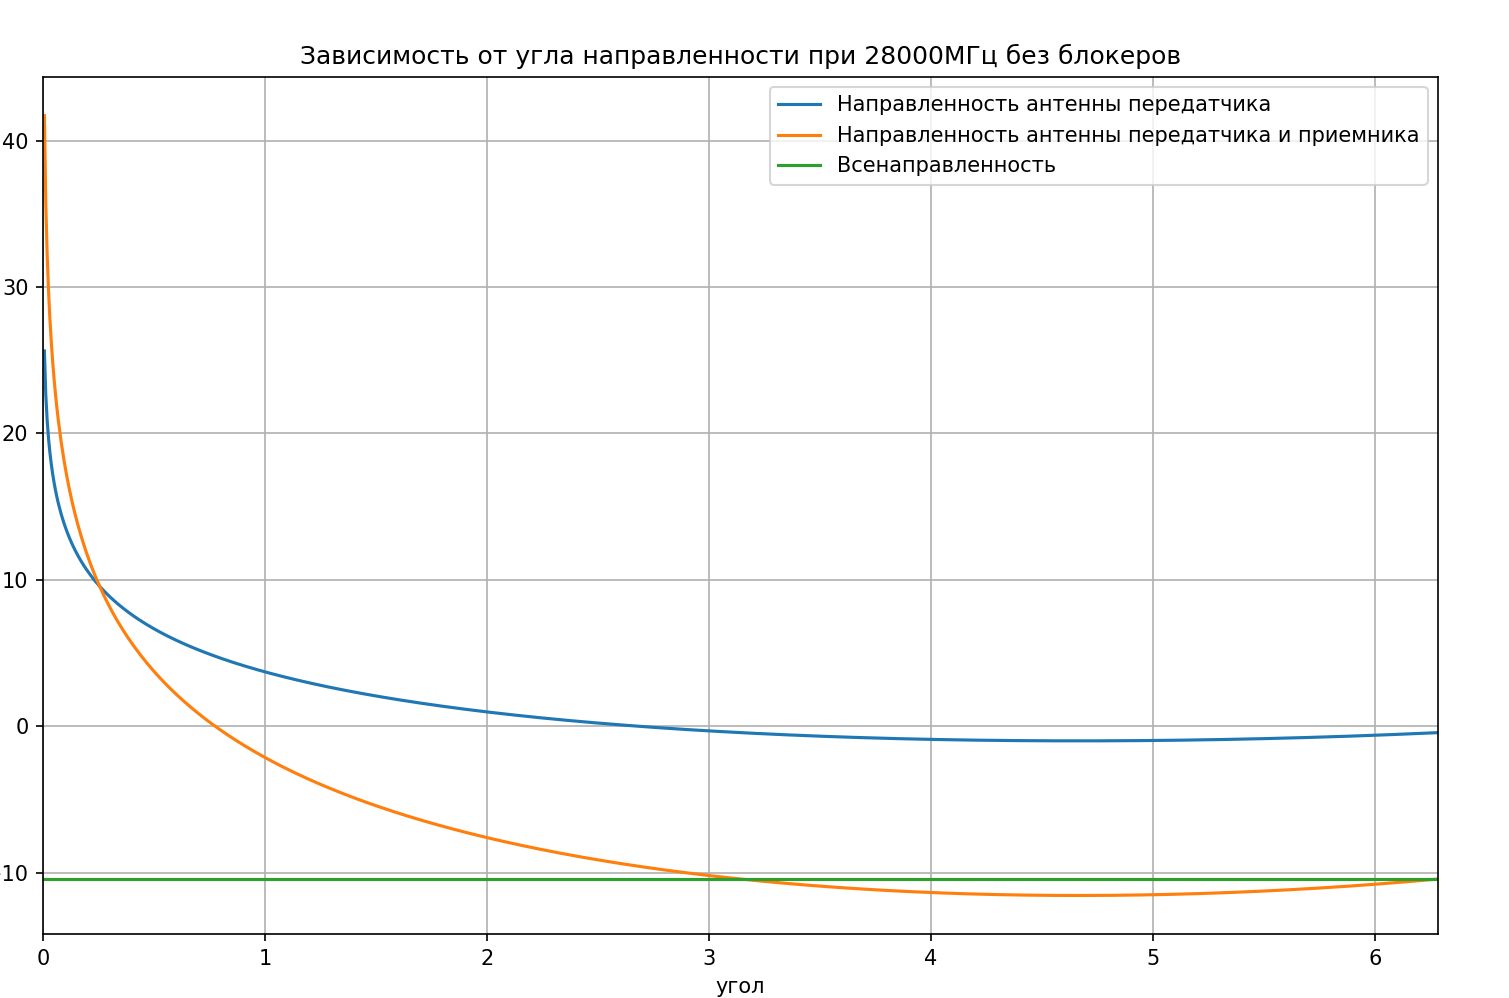 Зависимость от угла направленности при 28000МГц без блокеров
Направленность антенны передатчика
Направленность антенны передатчика и приемника
Всенаправленность
40
30
20
10
0
10
0 1 2 3 4 5 6
угол